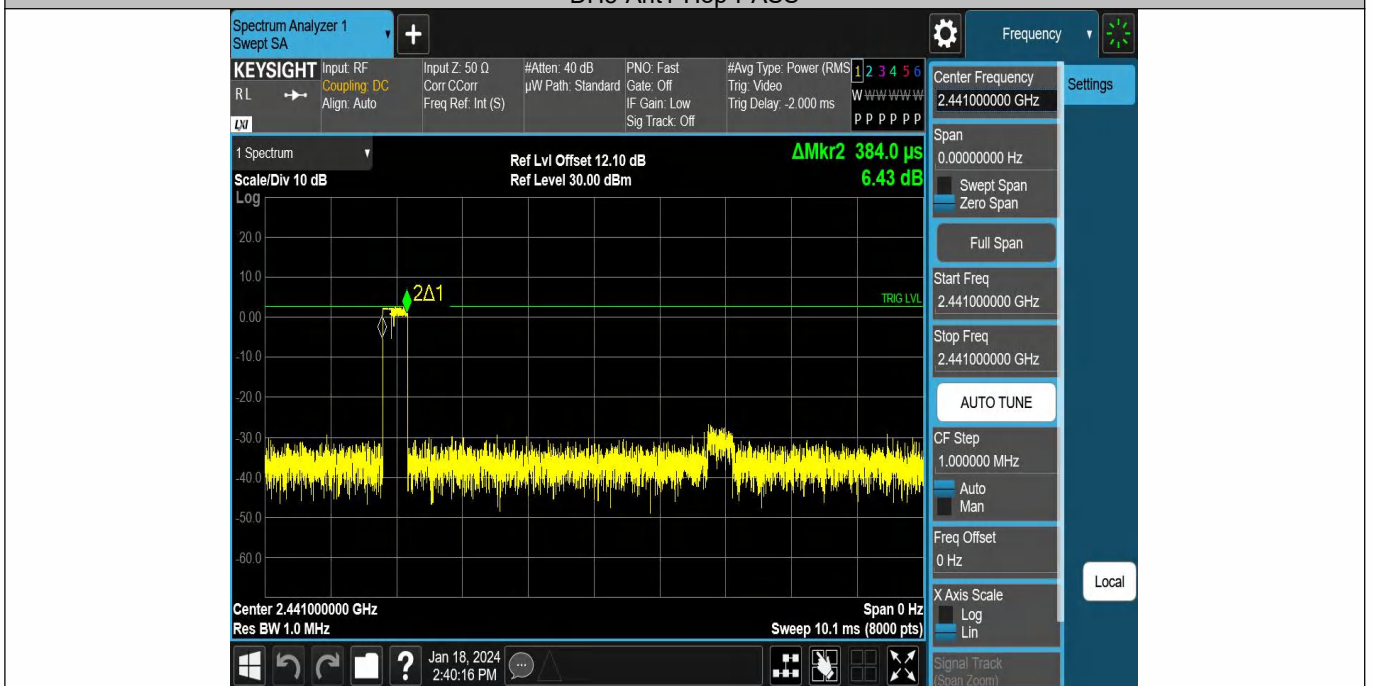 DH5 Ant1 Hop PASS
Spectrum Analyzer 1
Swept SA
+
Frequency
KEYSIGHT
RL
LXI
Input: RF
Coupling: DC
Align: Auto
Input Z: 50 Ω
Corr CCorr
Freq Ref: Int (S)
#Atten: 40 dB
µW Path: Standard
PNO: Fast
Gate: Off
IF Gain: Low
Sig Track: Off
#Avg Type: Power (RMS
Trig: Video
Trig Delay: -2.000 ms
1 2 3 4 5 6
W W W W W W
P P P P P P
1 Spectrum
Scale/Div 10 dB
Log
Ref Lvl Offset 12.10 dB
Ref Level 30.00 dBm
ΔMkr2 384.0 µs
6.43 dB
20.0
10.0
0.00
-10.0
-20.0
-30.0
-40.0
-50.0
-60.0
2Δ1
TRIG LVL
Center 2.441000000 GHz
Res BW 1.0 MHz
Span 0 Hz
Sweep 10.1 ms (8000 pts)
Jan 18, 2024
2:40:16 PM
Center Frequency
2.441000000 GHz
Span
0.00000000 Hz
Swept Span
Zero Span
Full Span
Start Freq
2.441000000 GHz
Stop Freq
2.441000000 GHz
AUTO TUNE
CF Step
1.000000 MHz
Auto
Man
Freq Offset
0 Hz
X Axis Scale
Log
Lin
Signal Track
(Span Zoom)
Settings
Local